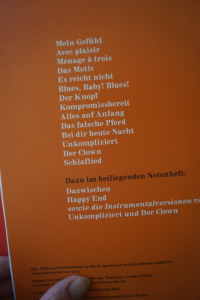 Mein Gefühl
Avec plaisir
Ménage à trois
Das Motiv
Es reicht nicht
Blues, Baby! Blues!
Der Knopf
Kompromissbereit
Alles auf Anfang
Das falsche Pferd
Bei dir heute Nacht
Unkompliziert
Der Clown
Schlaflied
Dazu im beiliegenden Notenheft:
Dazwischen
Happy End
sowie die Instrumentalversionen
Unkompliziert und Der Clown